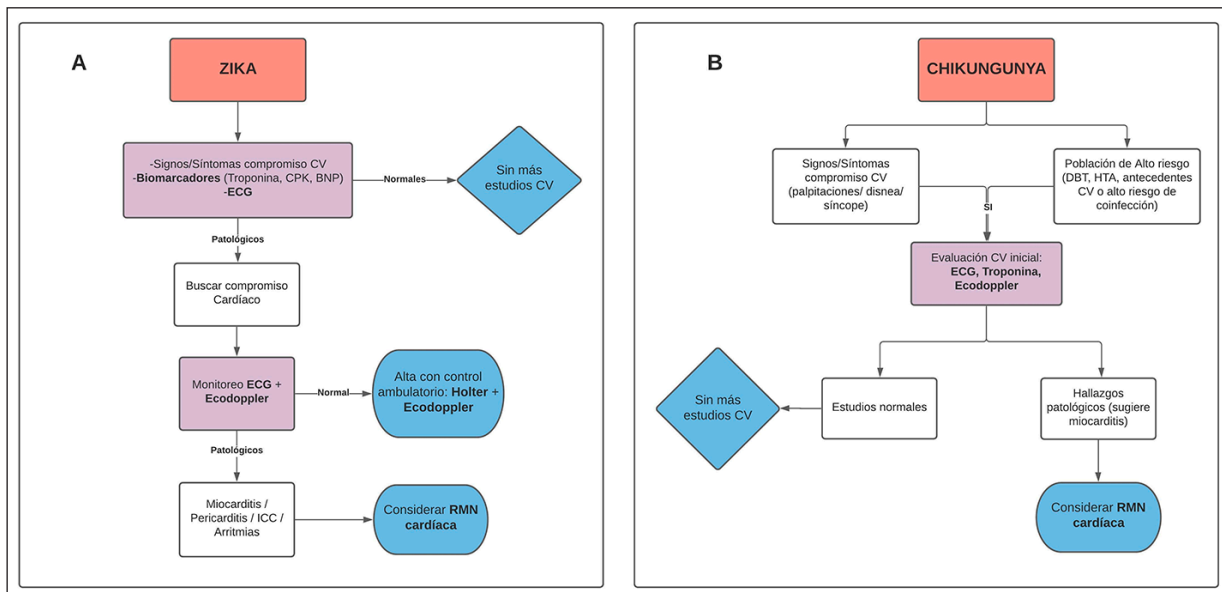 A
ZIKA
-Signos/Síntomas compromiso CV
-Biomarcadores (Troponina, CPK, BNP)
-ECG
Normales
Sin más
estudios CV
Patológicos
Buscar compromiso
Cardíaco
Monitoreo ECG +
Ecodoppler
Normal
Alta con control
ambulatorio: Holter +
Ecodoppler
Patológicos
Miocarditis /
Pericarditis / ICC /
Arritmias
Considerar RMN
cardíaca
B
CHIKUNGUNYA
Signos/Síntomas
compromiso CV
(palpitaciones/ disnea/
síncope)
Población de Alto riesgo
(DBT, HTA, antecedentes
CV o alto riesgo de
coinfección)
SI
Evaluación CV inicial:
ECG, Troponina,
Ecodoppler
Sin más
estudios CV
Estudios normales
Hallazgos
patológicos (sugiere
miocarditis)
Considerar RMN
cardíaca